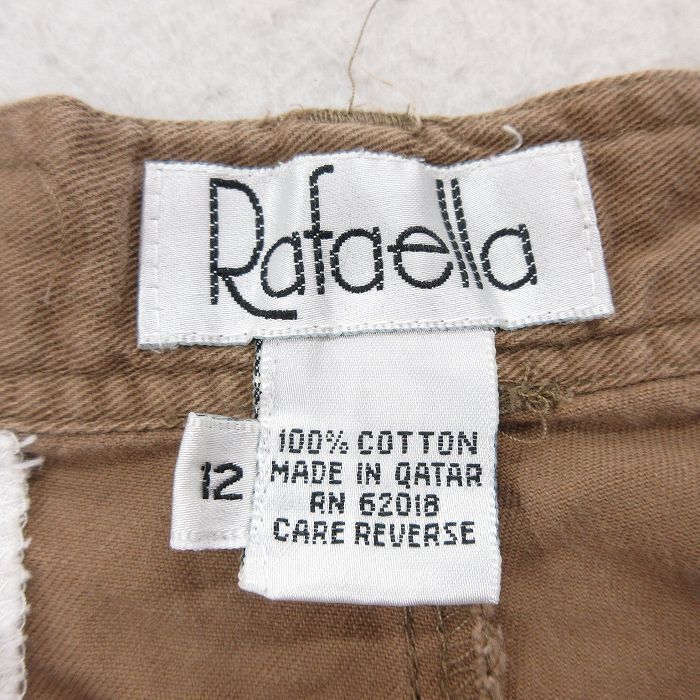 Rafaella
12
100% COTTON
MADE IN QATAR
RN 62018
CARE REVERSE